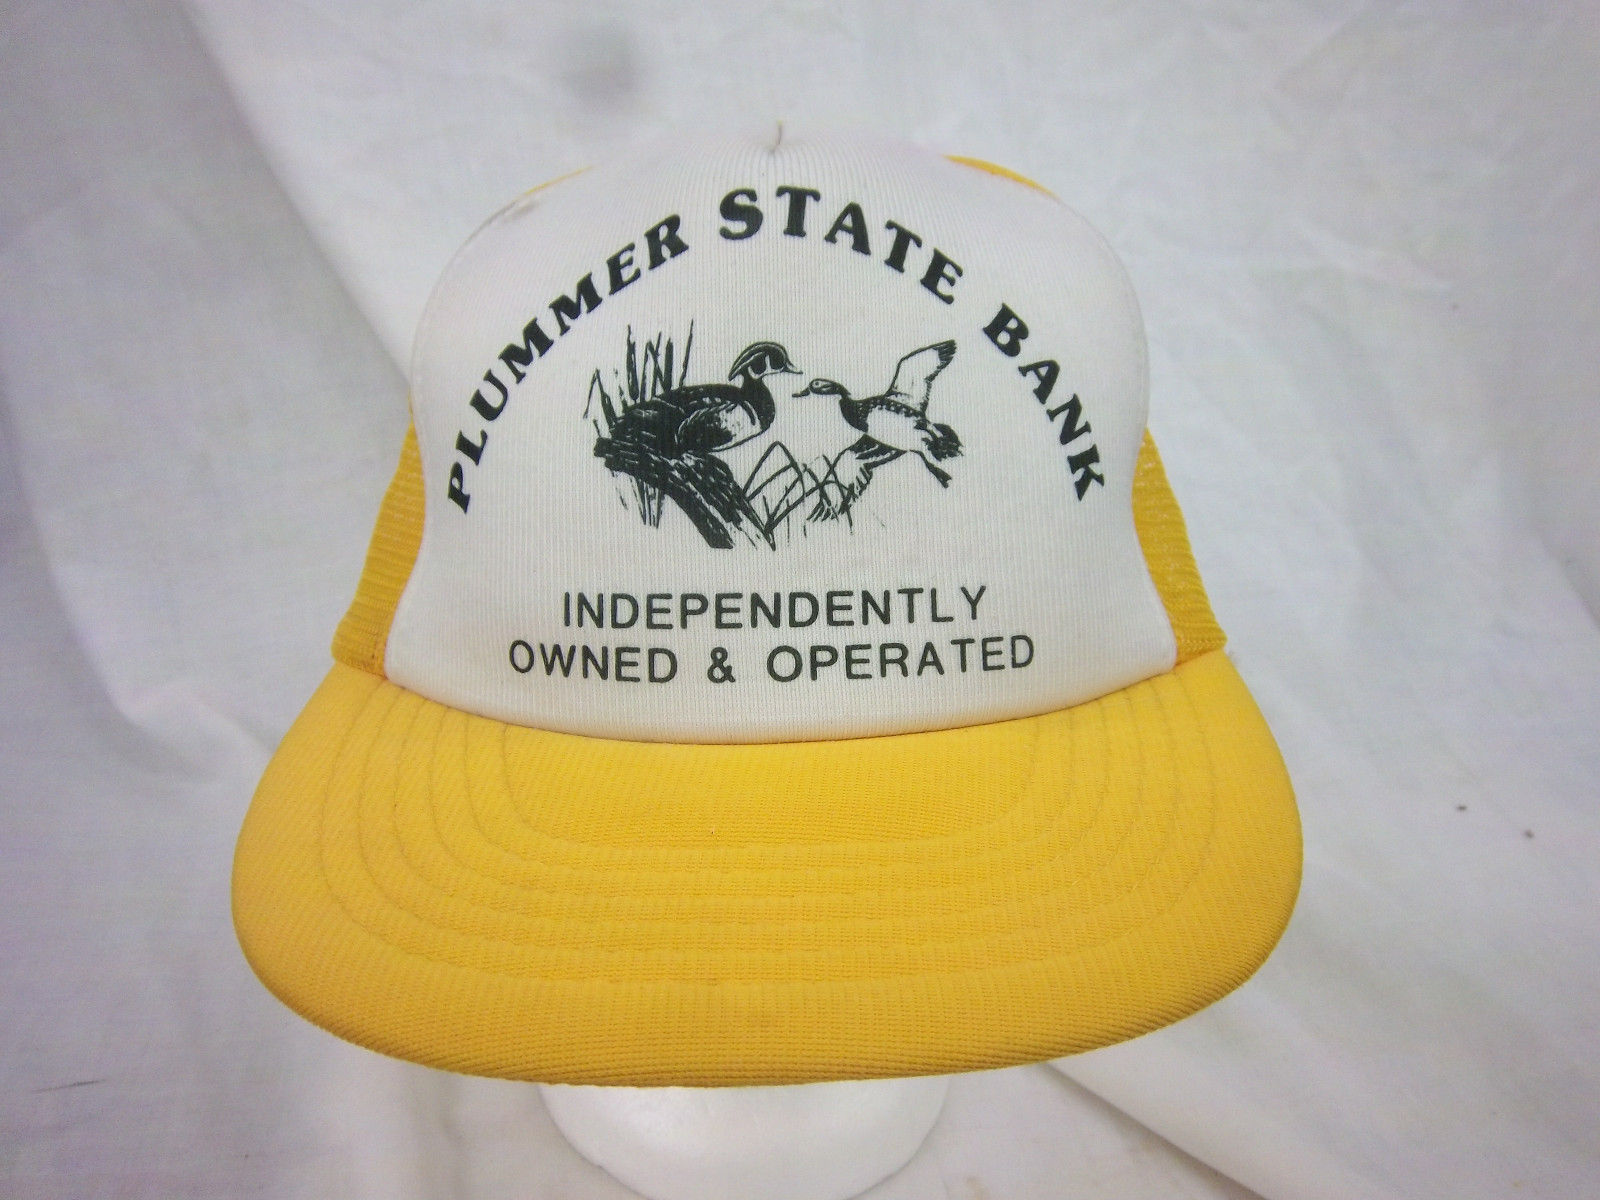 PLUMMER STATE BANK
INDEPENDENTLY
OWNED & OPERATED